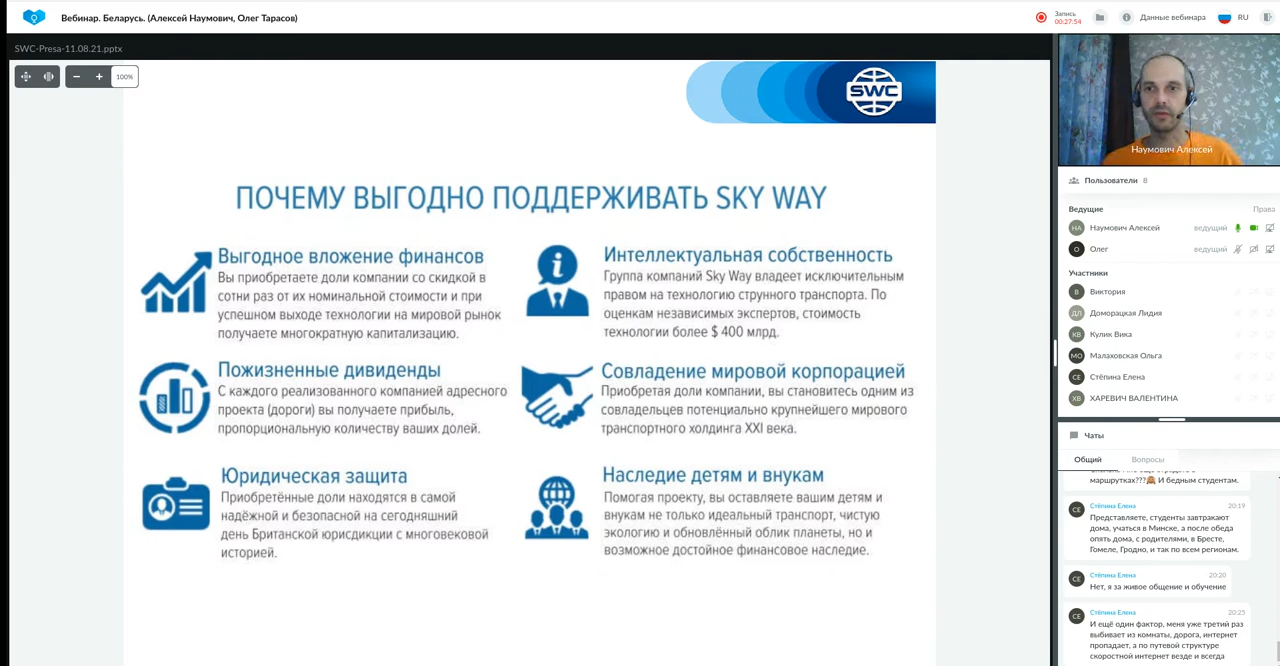 Вебинар. Беларусь. (Алексей Наумович, Олег Тарасов)
Запись
00:27:54
Данные вебинара
RU
SWC-Presa-11.08.21.pptx
100%
SWC
ПОЧЕМУ ВЫГОДНО ПОДДЕРЖИВАТЬ SKY WAY
Выгодное вложение финансов
Вы приобретаете доли компании со скидкой в
сотни раз от их номинальной стоимости и при
успешном выходе технологии на мировой рынок
получаете многократную капитализацию.
Интеллектуальная собственность
Группа компаний Sky Way владеет исключительным
правом на технологию струнного транспорта. По
оценкам независимых экспертов, стоимость
технологии более $ 400 млрд.
Пожизненные дивиденды
С каждого реализованного компанией адресного
проекта (дороги) вы получаете прибыль,
пропорциональную количеству ваших долей.
Совладение мировой корпорацией
Приобретая доли компании, вы становитесь одним из
совладельцев потенциально крупнейшего мирового
транспортного холдинга XXI века.
Юридическая защита
Приобретённые доли находятся в самой
надёжной и безопасной на сегодняшний
день Британской юрисдикции с многовековой
историей.
Наследие детям и внукам
Помогая проекту, вы оставляете вашим детям и
внукам не только идеальный транспорт, чистую
экологию и обновлённый облик планеты, но и
возможное достойное финансовое наследие.
Наумович Алексей
Пользователи 8
Ведущие Права
НА Наумович Алексей ведущий
О Олег ведущий
Участники
В Виктория
ДЛ Доморацкая Лидия
КВ Кулик Вика
МО Малаховская Ольга
СЕ Стёпина Елена
ХВ ХАРЕВИЧ ВАЛЕНТИНА
Чаты
Общий Вопросы
маршрутках???🙈 И бедным студентам.
СЕ Стёпина Елена 20:19
Представляете, студенты завтракают
дома, учаться в Минске, а после обеда
опять дома, с родителями, в Бресте,
Гомеле, Гродно, и так по всем регионам.
СЕ Стёпина Елена 20:20
Нет, я за живое общение и обучение
СЕ Стёпина Елена 20:25
И ещё один фактор, меня уже третий раз
выбивает из комнаты, дорога, интернет
пропадает, а по путевой структуре
скоростной интернет везде и всегда